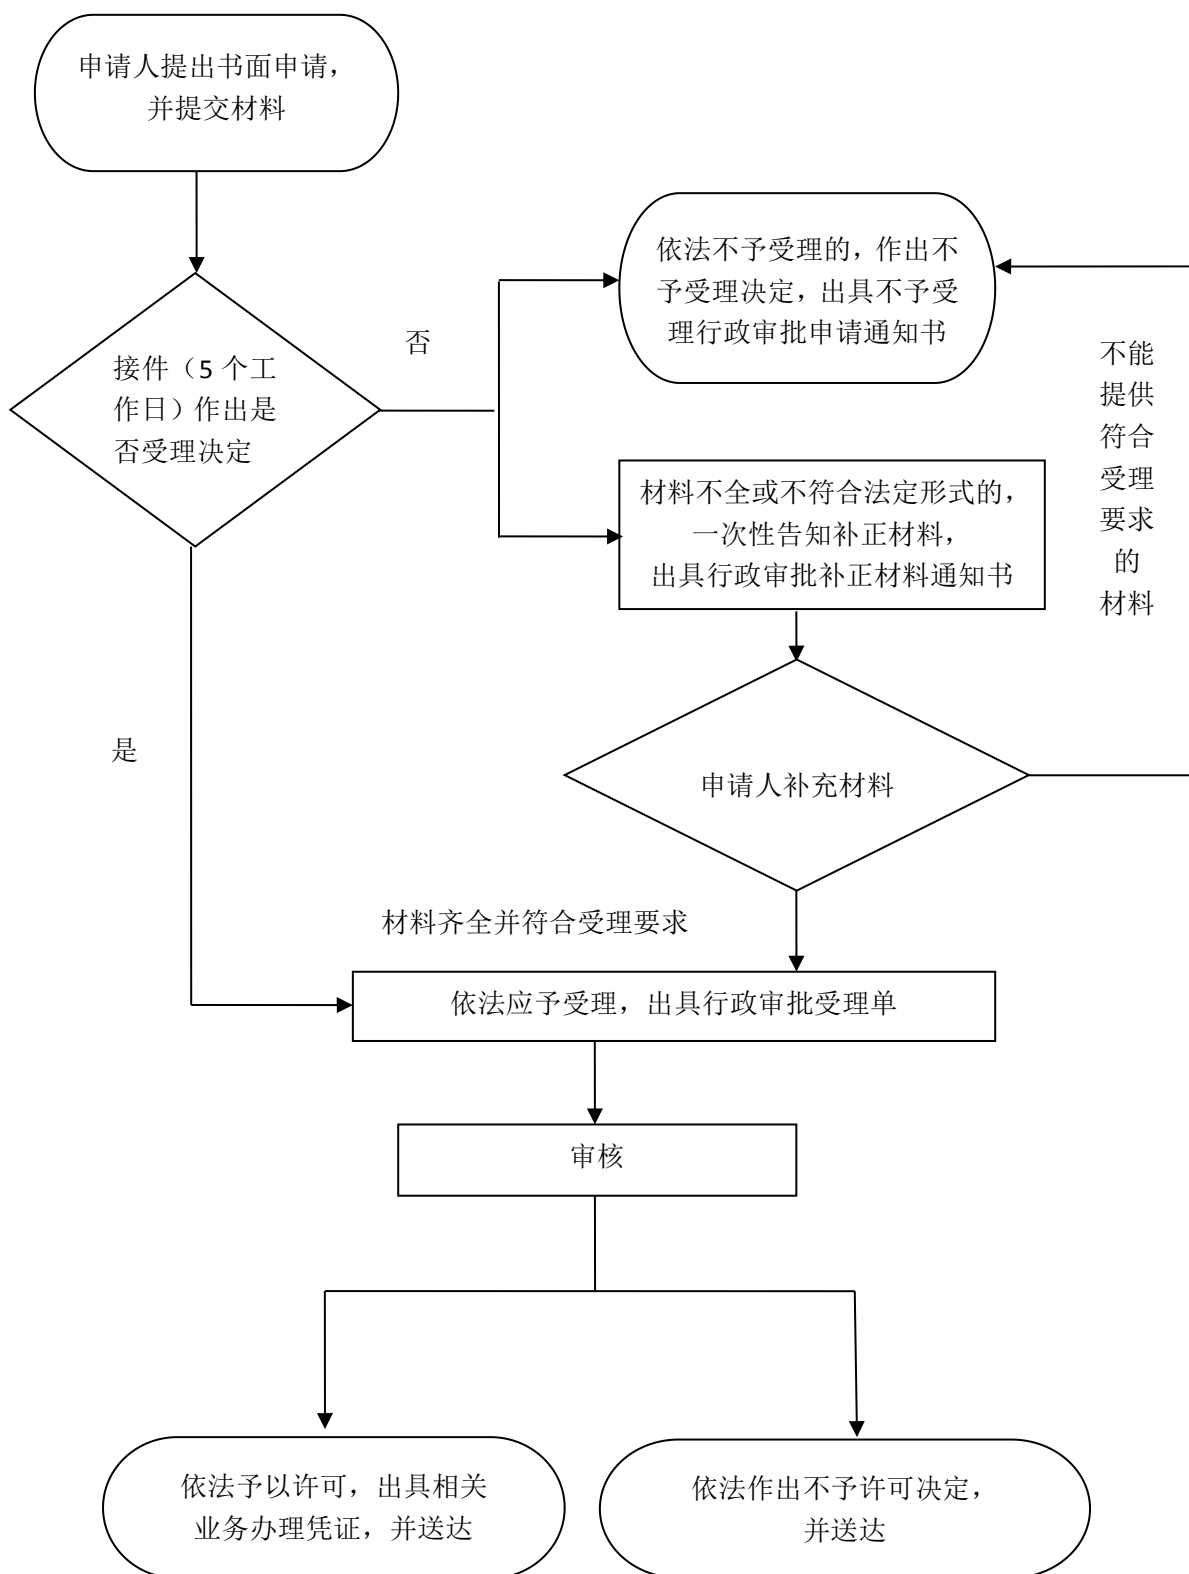 申请人提出书面申请，
并提交材料
依法不予受理的，作出不
予受理决定，出具不予受
理行政审批申请通知书
否
接件（5 个工
作日）作出是
否受理决定
不能
提供
符合
受理
要求
的
材料
材料不全或不符合法定形式的，
一次性告知补正材料，
出具行政审批补正材料通知书
是
申请人补充材料
材料齐全并符合受理要求
依法应予受理，出具行政审批受理单
审核
依法予以许可，出具相关
业务办理凭证，并送达
依法作出不予许可决定，
并送达